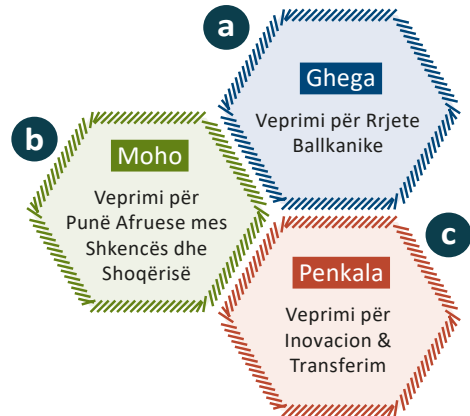 a
Ghega
Veprimi për Rrjete
Ballkanike
b
Moho
Veprimi për
Punë Afruese mes
Shkencës dhe
Shoqërisë
c
Penkala
Veprimi për
Inovacion &
Transferim